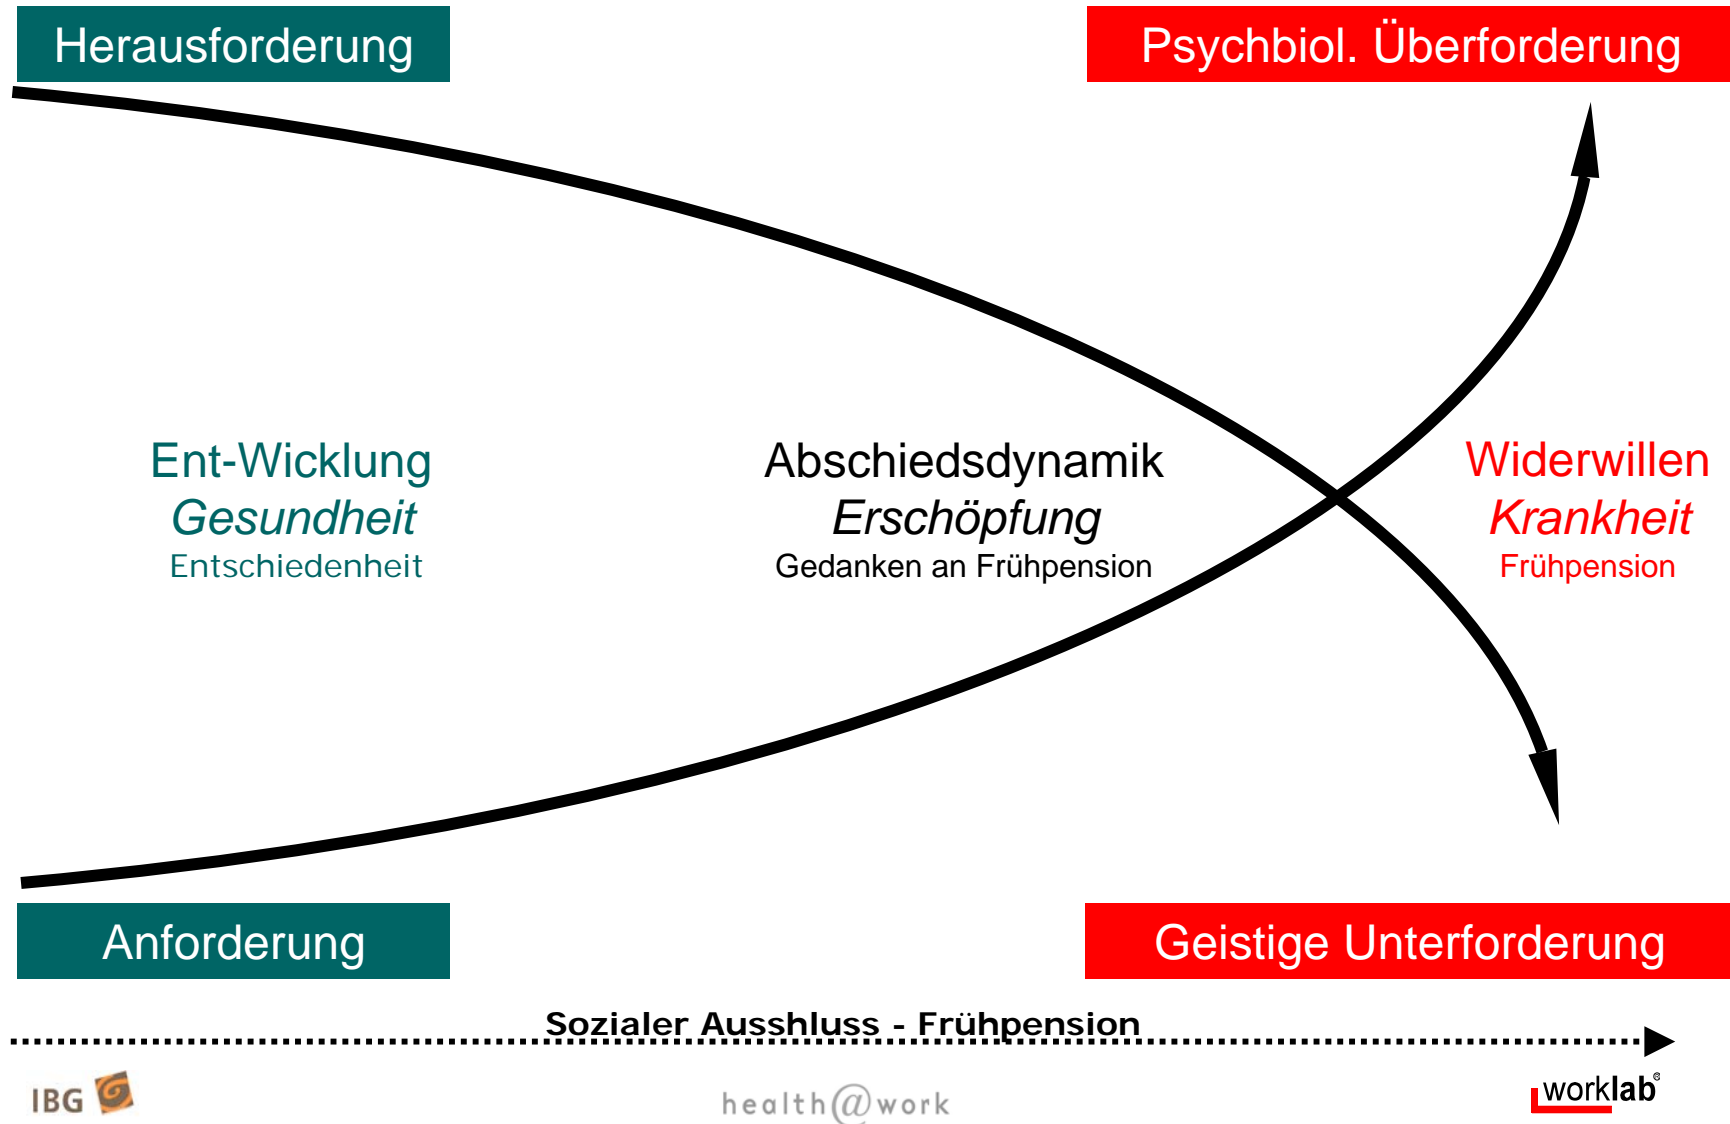 Herausforderung
Psychbiol. Überforderung
Ent-Wicklung
Gesundheit
Entschiedenheit
Abschiedsdynamik
Erschöpfung
Gedanken an Frühpension
Widerwillen
Krankheit
Frühpension
Anforderung
Geistige Unterforderung
Sozialer Ausshluss - Frühpension
IBG
health@work
worklab®